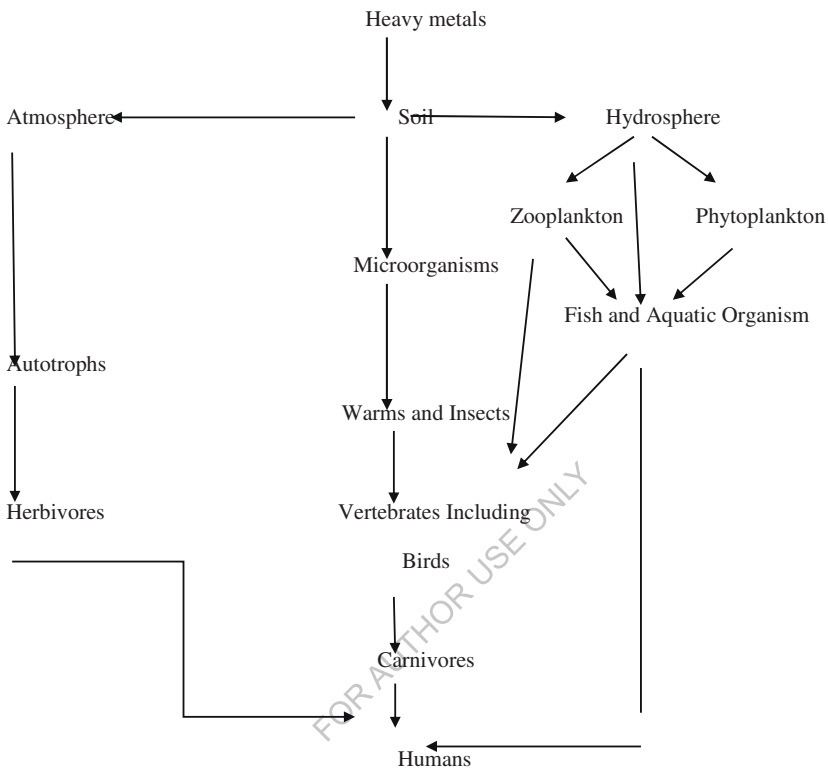 Heavy metals
Atmosphere Soil Hydrosphere
Zooplankton Phytoplankton
Microorganisms
Fish and Aquatic Organism
Autotrophs
Warms and Insects
Herbivores Vertebrates Including
Birds
Carnivores
Humans
FOR AUTHOR USE ONLY